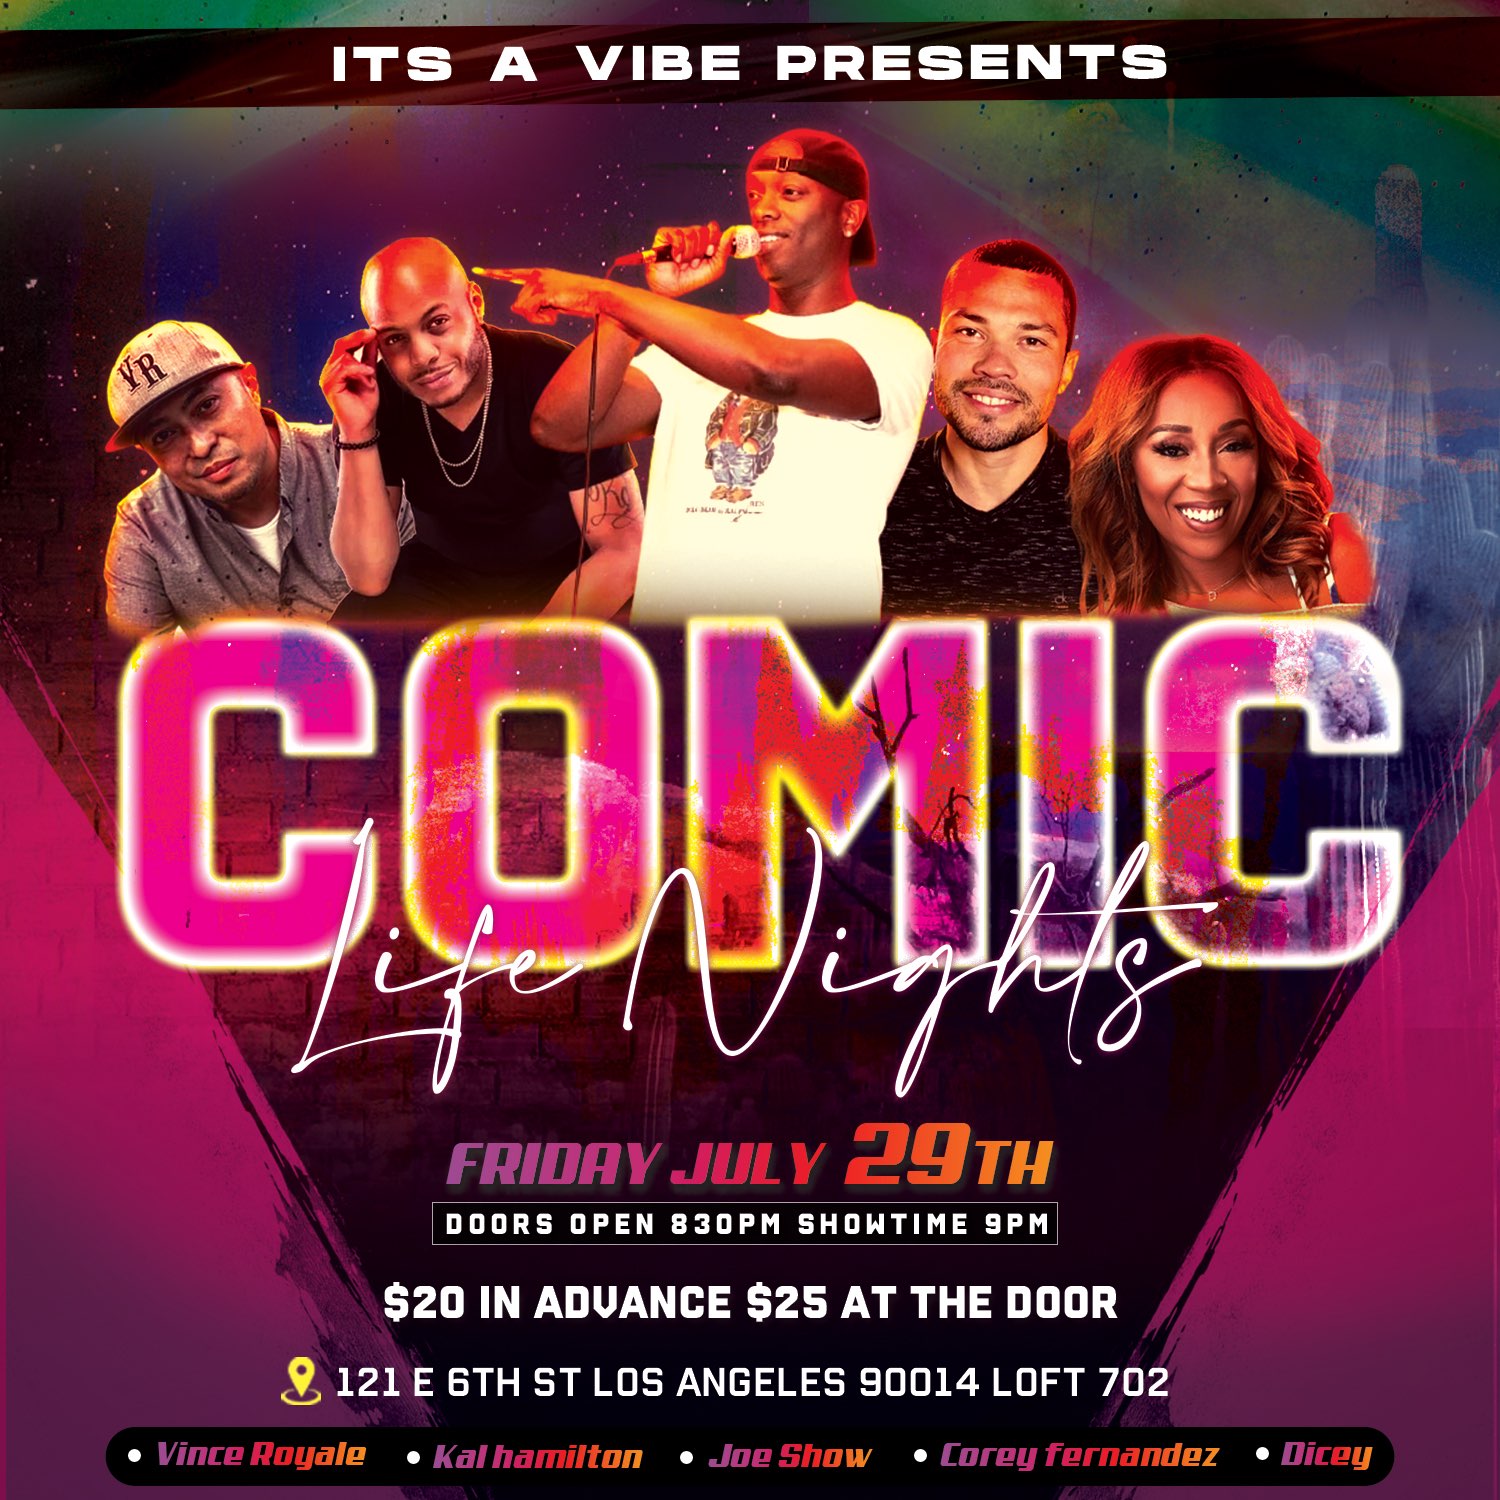 ITS A VIBE PRESENTS
VR
COMIC
Life Nights
FRIDAY JULY 29TH
DOORS OPEN 830PM SHOWTIME 9PM
$20 IN ADVANCE $25 AT THE DOOR
121 E 6TH ST LOS ANGELES 90014 LOFT 702
• Vince Royale • Kal hamilton • Joe Show • Corey fernandez • Dicey